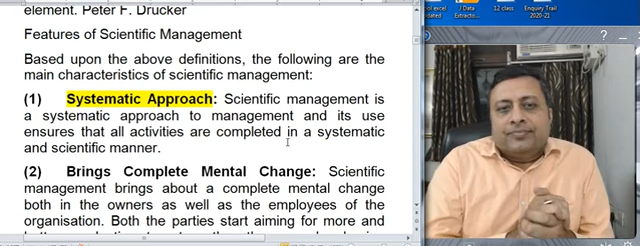 element. Peter F. Drucker
Features of Scientific Management
Based upon the above definitions, the following are the
main characteristics of scientific management:
(1) Systematic Approach: Scientific management is
a systematic approach to management and its use
ensures that all activities are completed in a systematic
and scientific manner.
(2) Brings Complete Mental Change: Scientific
management brings about a complete mental change
both in the owners as well as the employees of the
organisation. Both the parties start aiming for more and
ol excel
dated
J Data
Extractio...
12 class
Enquiry Trail
2020-21
?